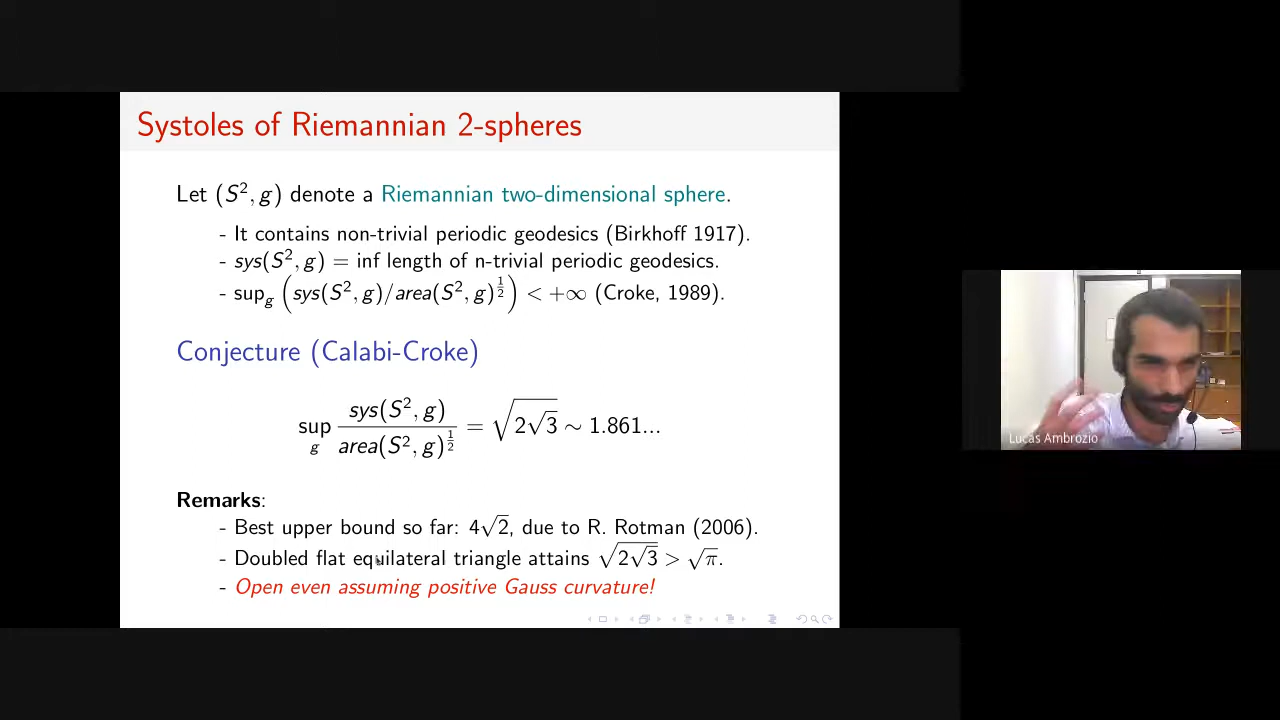 Systoles of Riemannian 2-spheres
Let (S², g) denote a Riemannian two-dimensional sphere.
- It contains non-trivial periodic geodesics (Birkhoff 1917).
- sys(S², g) = inf length of n-trivial periodic geodesics.
- sup_g (sys(S², g)/area(S², g)^{1/2}) < +∞ (Croke, 1989).
Conjecture (Calabi-Croke)
sup_g sys(S², g)/area(S², g)^{1/2} = √(2√3) ∼ 1.861...
Remarks:
- Best upper bound so far: 4√2, due to R. Rotman (2006).
- Doubled flat equilateral triangle attains √(2√3) > √π.
- Open even assuming positive Gauss curvature!
Lucas Ambrozio